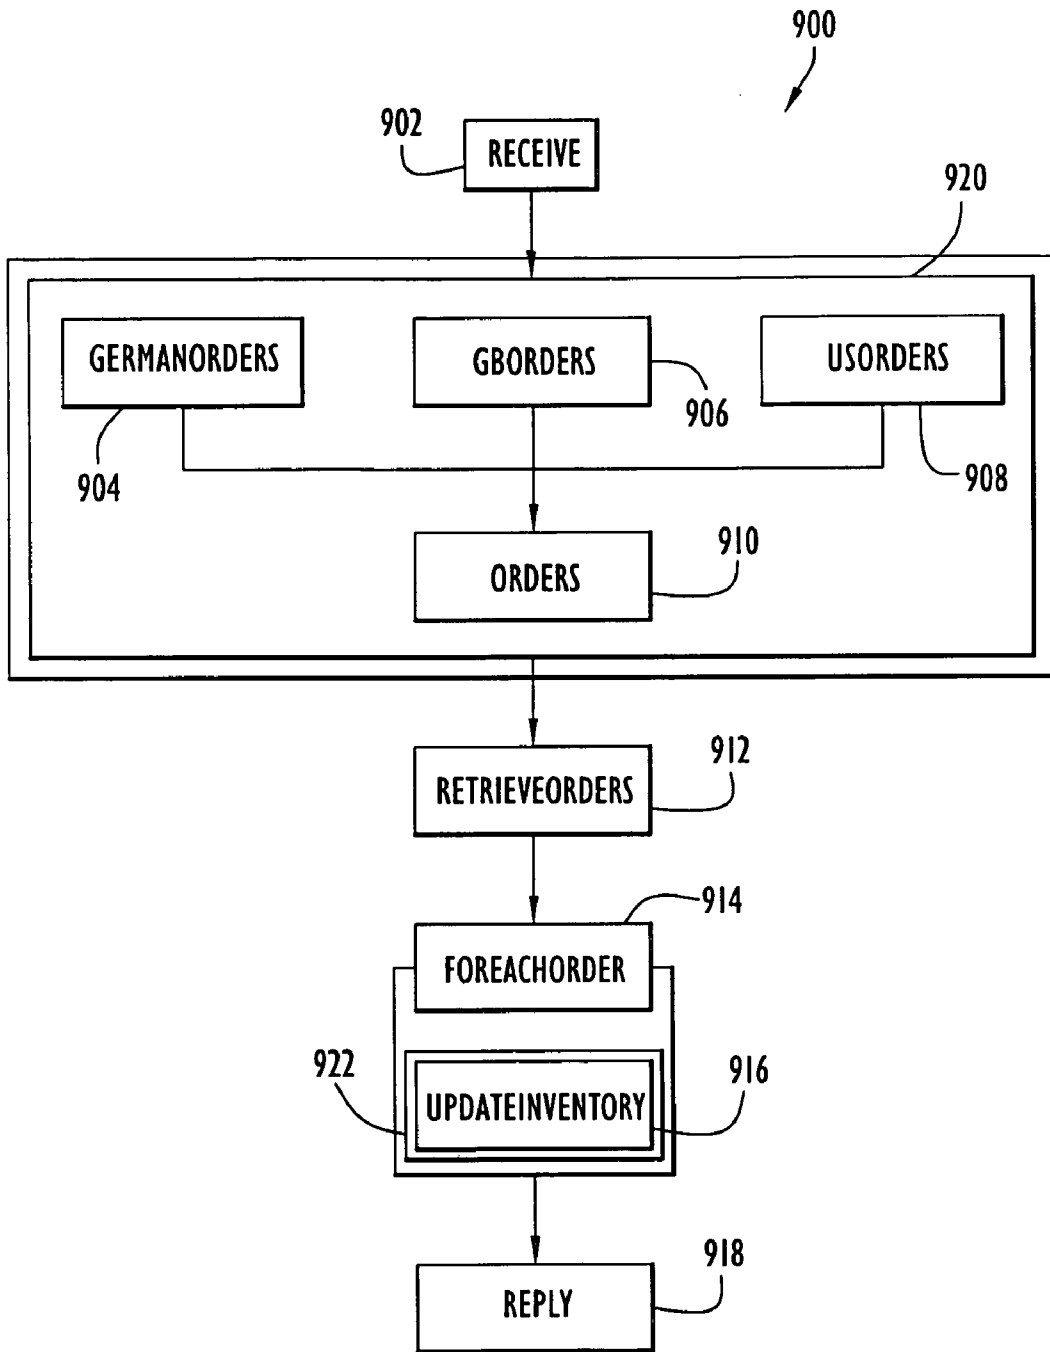 900
902
RECEIVE
920
GERMANORDERS
GBORDERS
USORDERS
904
906
908
910
ORDERS
912
RETRIEVEORDERS
914
FOREACHORDER
922
916
UPDATEINVENTORY
918
REPLY